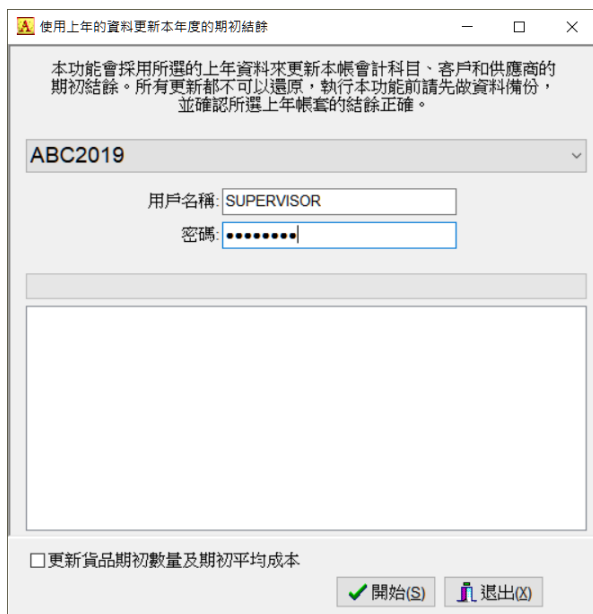 使用上年的資料更新本年度的期初結餘
本功能會採用所選的上年資料來更新本帳會計科目、客戶和供應商的
期初結餘。所有更新都不可以還原，執行本功能前請先做資料備份，
並確認所選上年帳套的結餘正確。
ABC2019
用戶名稱: SUPERVISOR
密碼: ●●●●●●●●
更新貨品期初數量及期初平均成本
開始(S) 退出(X)